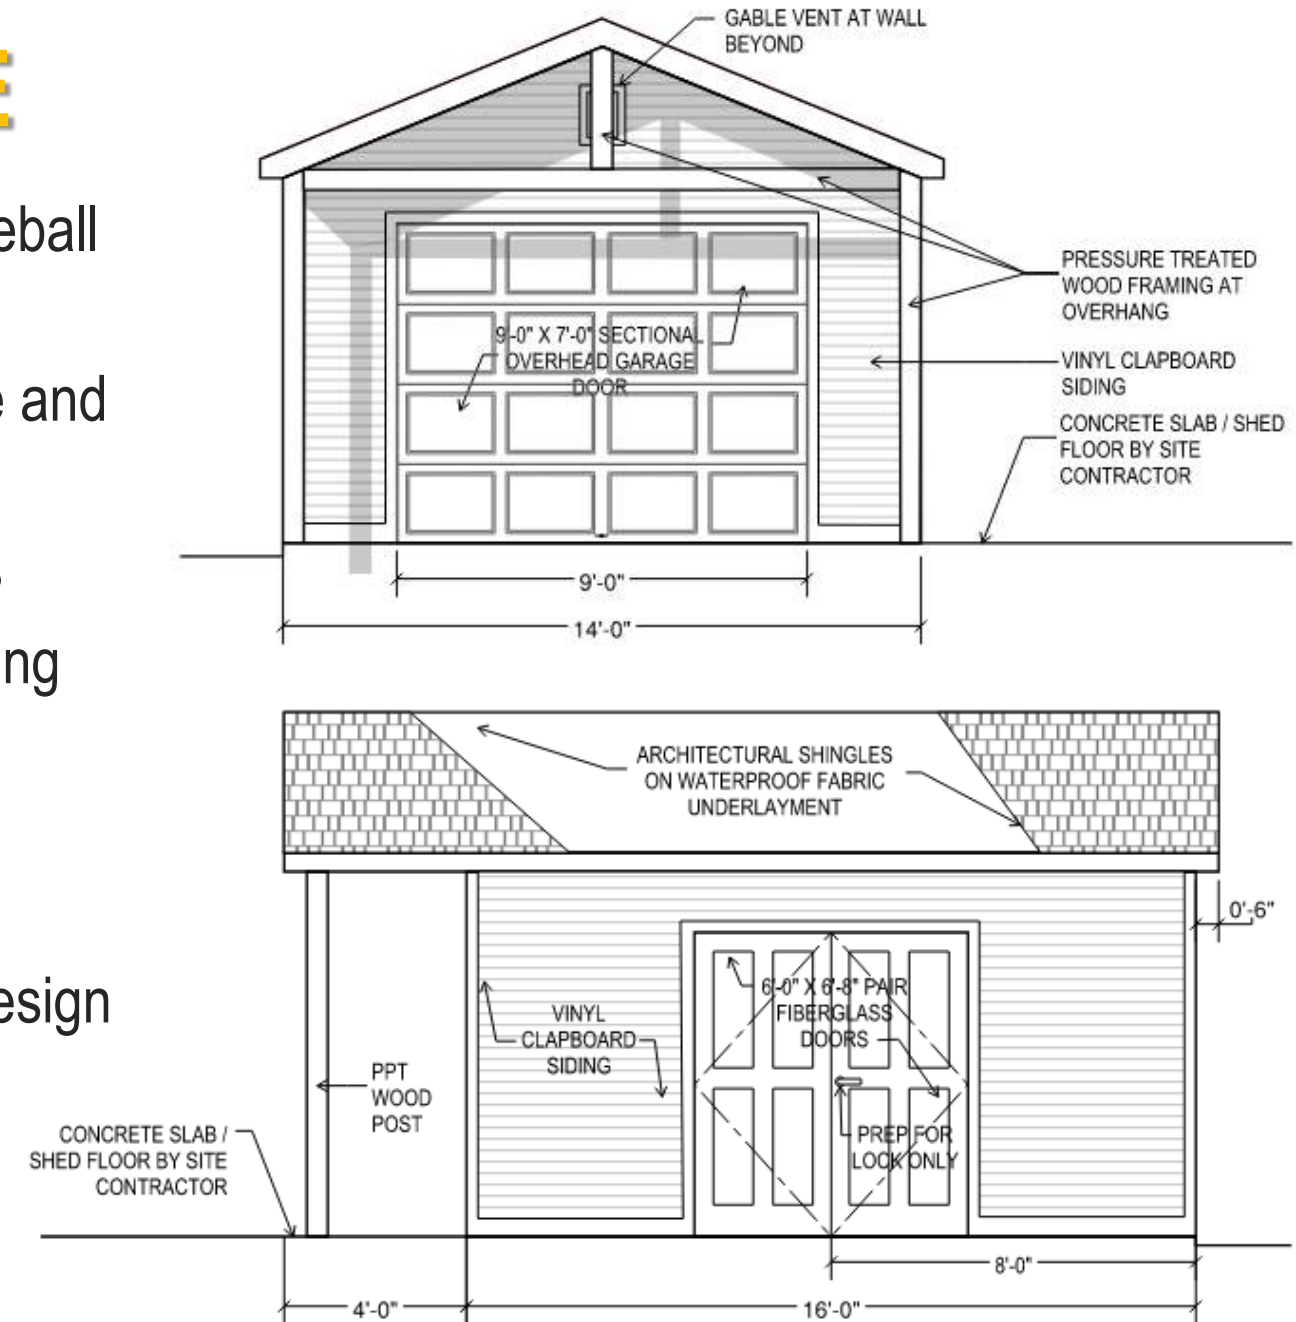 E
eball
e and
ing
esign
GABLE VENT AT WALL
BEYOND
PRESSURE TREATED
WOOD FRAMING AT
OVERHANG
9'-0" X 7'-0" SECTIONAL
OVERHEAD GARAGE
DOOR
VINYL CLAPBOARD
SIDING
CONCRETE SLAB / SHED
FLOOR BY SITE
CONTRACTOR
9'-0"
14'-0"
ARCHITECTURAL SHINGLES
ON WATERPROOF FABRIC
UNDERLAYMENT
0'-6"
6'-0" X 6'-8" PAIR
FIBERGLASS
DOORS
VINYL
CLAPBOARD
SIDING
PPT
WOOD
POST
PREP FOR
LOCK ONLY
CONCRETE SLAB /
SHED FLOOR BY SITE
CONTRACTOR
8'-0"
4'-0"
16'-0"